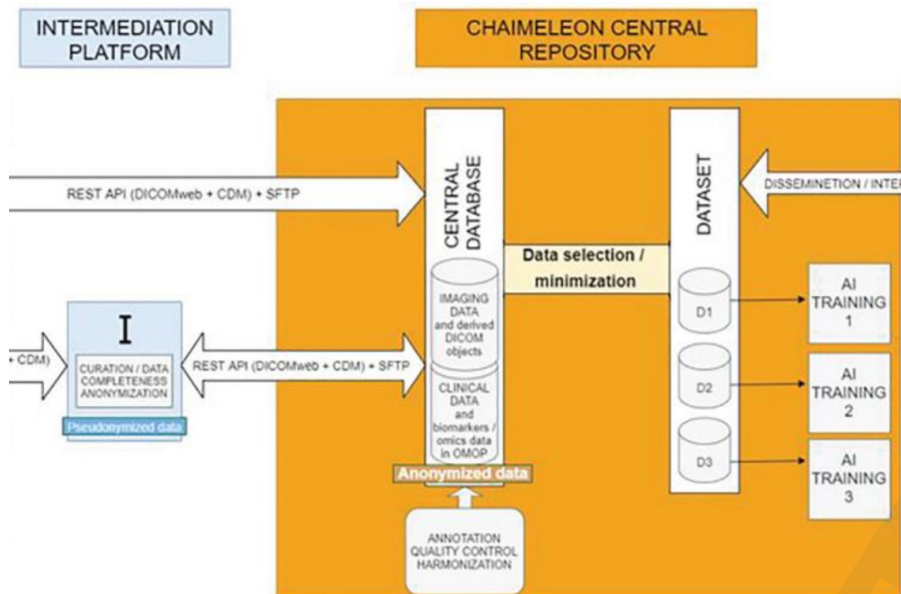 INTERMEDIATION
PLATFORM
CHAIMELEON CENTRAL
REPOSITORY
REST API (DICOMweb + CDM) + SFTP
CENTRAL
DATABASE
DATASET
DISSEMINETION / INTER
Data selection /
minimization
IMAGING
DATA
and derived
DICOM
objects
D1
AI
TRAINING
1
+ CDM)
I
CURATION / DATA
COMPLETENESS
ANONYMIZATION
Pseudonymized data
REST API (DICOMweb + CDM) + SFTP
CLINICAL
DATA
and
biomarkers /
omics data
in OMOP
D2
AI
TRAINING
2
Anonymized data
D3
AI
TRAINING
3
ANNOTATION
QUALITY CONTROL
HARMONIZATION